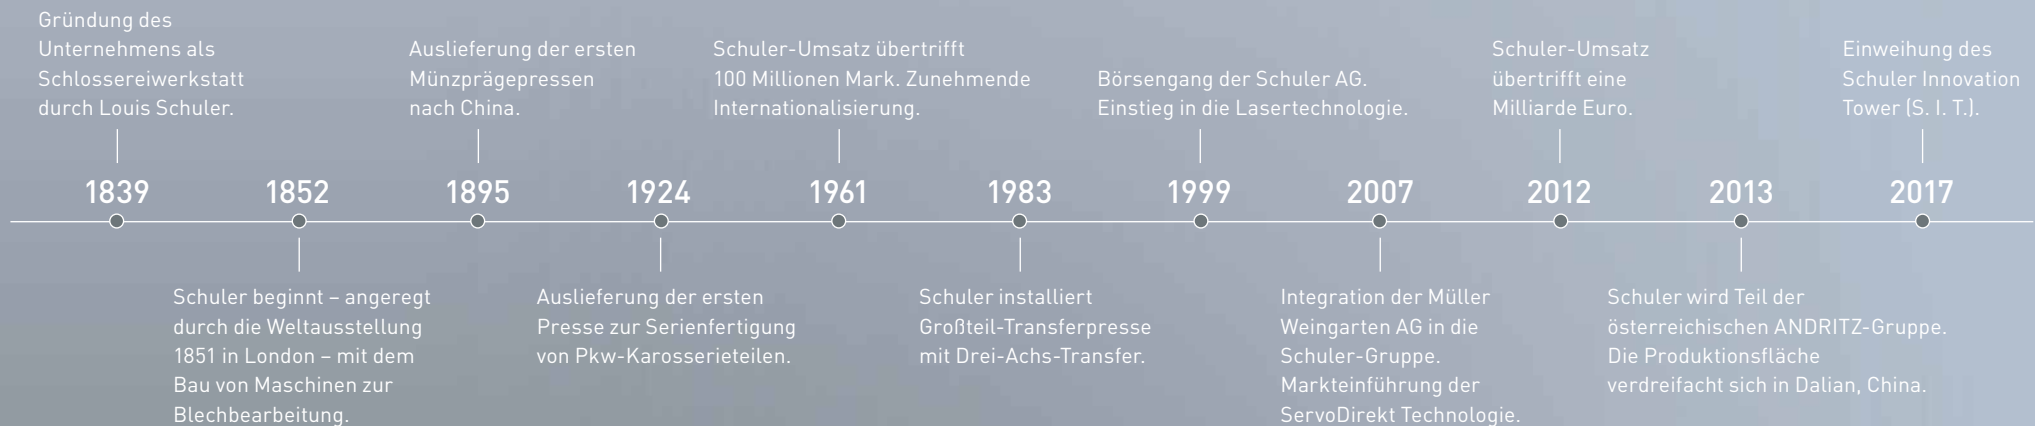 Gründung des
Unternehmens als
Schlossereiwerkstatt
durch Louis Schuler.
Auslieferung der ersten
Münzprägepressen
nach China.
Schuler-Umsatz übertrifft
100 Millionen Mark. Zunehmende
Internationalisierung.
Börsengang der Schuler AG.
Einstieg in die Lasertechnologie.
Schuler-Umsatz
übertrifft eine
Milliarde Euro.
Einweihung des
Schuler Innovation
Tower (S. I. T.).
1839 1852 1895 1924 1961 1983 1999 2007 2012 2013 2017
Schuler beginnt – angeregt
durch die Weltausstellung
1851 in London – mit dem
Bau von Maschinen zur
Blechbearbeitung.
Auslieferung der ersten
Presse zur Serienfertigung
von Pkw-Karosserieteilen.
Schuler installiert
Großteil-Transferpresse
mit Drei-Achs-Transfer.
Integration der Müller
Weingarten AG in die
Schuler-Gruppe.
Markteinführung der
ServoDirekt Technologie.
Schuler wird Teil der
österreichischen ANDRITZ-Gruppe.
Die Produktionsfläche
verdreifacht sich in Dalian, China.